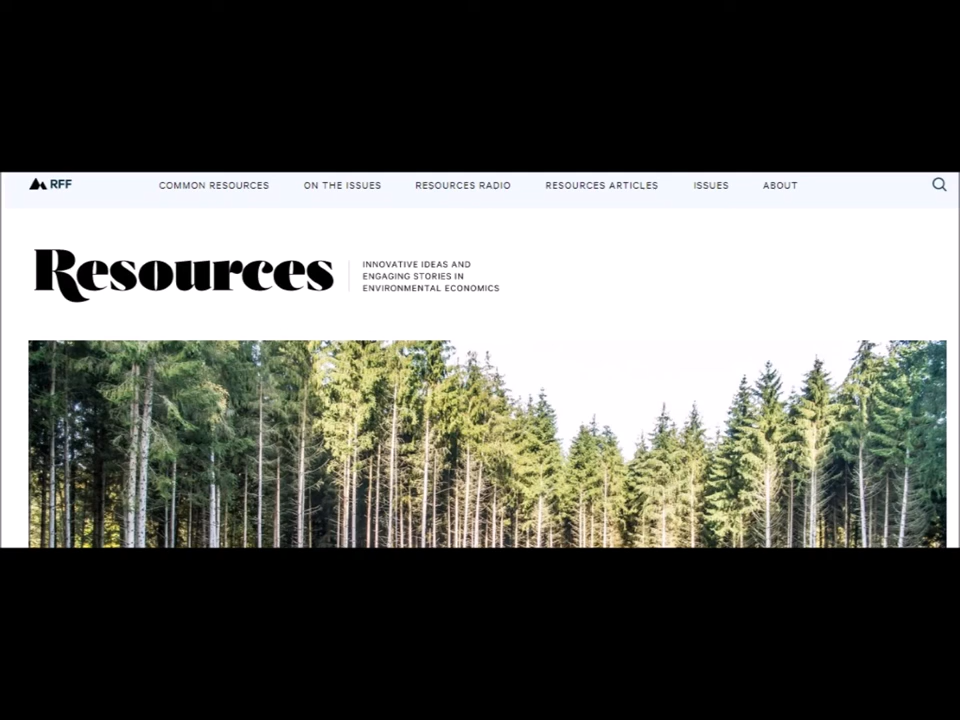 RFF
COMMON RESOURCES
ON THE ISSUES
RESOURCES RADIO
RESOURCES ARTICLES
ISSUES
ABOUT
Resources
INNOVATIVE IDEAS AND
ENGAGING STORIES IN
ENVIRONMENTAL ECONOMICS